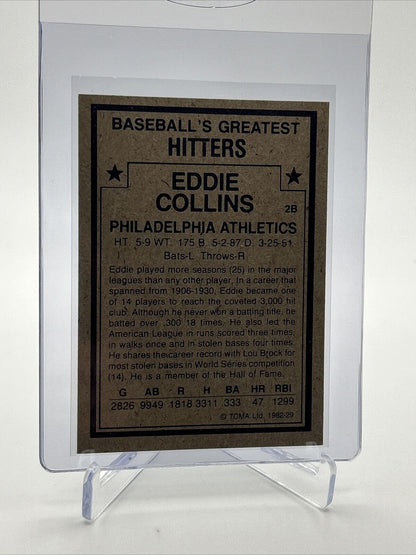 BASEBALL'S GREATEST
HITTERS
EDDIE
COLLINS
2B
PHILADELPHIA ATHLETICS
HT. 5-9 WT. 175 B. 5-2-87 D. 3-25-51
Bats-L Throws-R
Eddie played more seasons (25) in the major
leagues than any other player. In a career that
spanned from 1906-1930, Eddie became one
of 14 players to reach the coveted 3,000 hit
club. Although he never won a batting title, he
batted over .300 18 times. He also led the
American League in runs scored three times,
in walks once and in stolen bases four times.
He shares thecareer record with Lou Brock for
most stolen bases in World Series competition
(14). He is a member of the Hall of Fame.
G AB R H BA HR RBI
2826 9949 1818 3311 333 47 1299
© TCMA Ltd. 1982-29